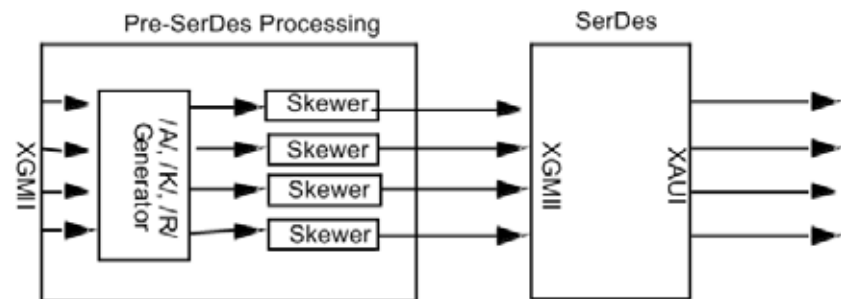 Pre-SerDes Processing
SerDes
XGMII
/A/, /K/, /R/
Generator
Skewer
Skewer
Skewer
Skewer
XGMII
XAUI